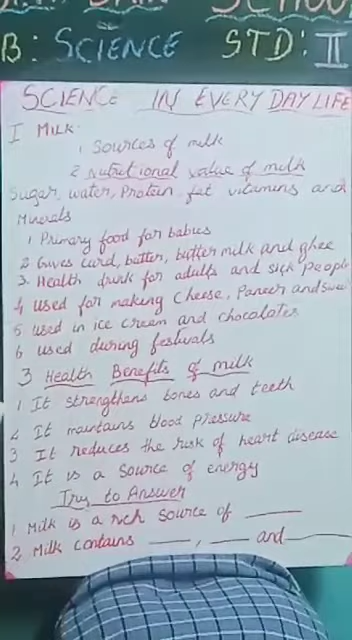 SCHOOL
B: SCIENCE STD: II
SCIENCE IN EVERY DAY LIFE
I MILK:
1 Sources of milk
2 Nutritional value of milk
Sugar, water, Protein, fat vitamins and
Minerals
1 Primary food for babies
2 Gives curd, butter, butter milk and ghee
3. Health drink for adults and sick people
4 used for making cheese, Paneer and
5 used in ice cream and chocolates
6 used during festivals
3 Health Benefits of milk
1 It strengthens bones and teeth
2 It maintains blood pressure
3 It reduces the risk of heart disease
4 It is a source of energy
Try to Answer
1 Milk is a rich source of ____
2 Milk contains ____, ____ and ____